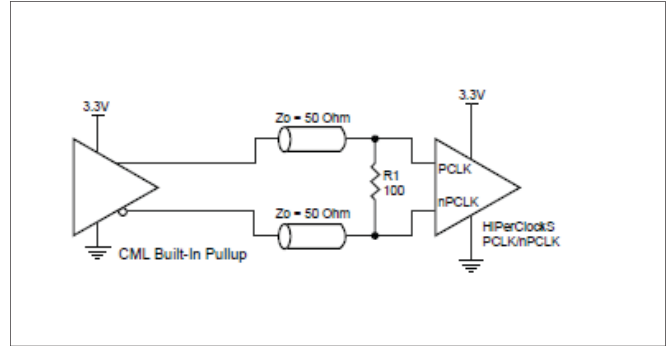 3.3V
3.3V
Zo = 50 Ohm
PCLK
R1
100
nPCLK
Zo = 50 Ohm
HiPerClockS
PCLK/nPCLK
CML Built-In Pullup